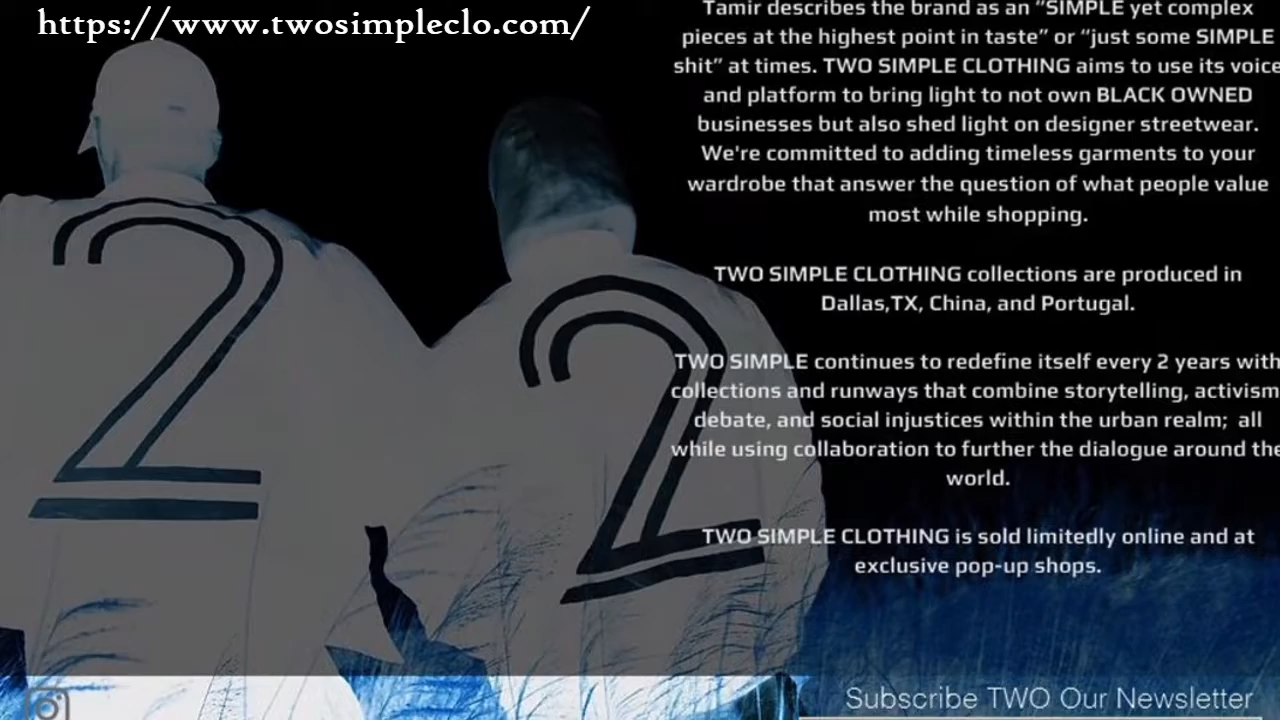 https://www.twosimpleclo.com/
Tamir describes the brand as an “SIMPLE yet complex
pieces at the highest point in taste” or “just some SIMPLE
shit” at times. TWO SIMPLE CLOTHING aims to use its voice
and platform to bring light to not own BLACK OWNED
businesses but also shed light on designer streetwear.
We're committed to adding timeless garments to your
wardrobe that answer the question of what people value
most while shopping.
TWO SIMPLE CLOTHING collections are produced in
Dallas,TX, China, and Portugal.
TWO SIMPLE continues to redefine itself every 2 years with
collections and runways that combine storytelling, activism
debate, and social injustices within the urban realm; all
while using collaboration to further the dialogue around the
world.
TWO SIMPLE CLOTHING is sold limitedly online and at
exclusive pop-up shops.
2
2
Subscribe TWO Our Newsletter